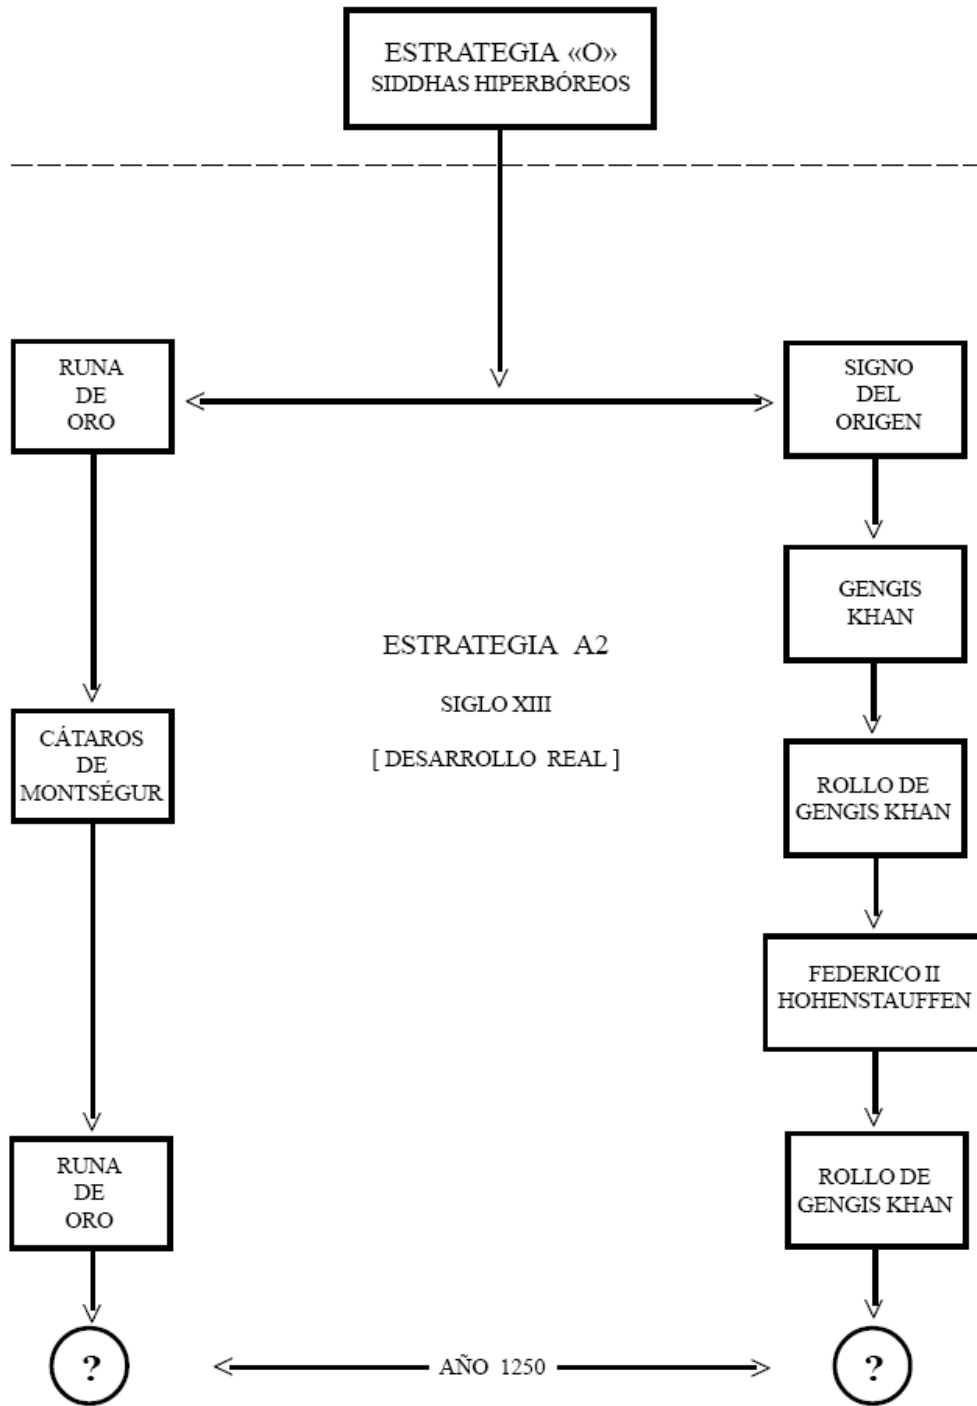 ESTRATEGIA «O»
SIDDHAS HIPERBÓREOS
RUNA
DE
ORO
SIGNO
DEL
ORIGEN
GENGIS
KHAN
ESTRATEGIA A2
SIGLO XIII
[ DESARROLLO REAL ]
CÁTAROS
DE
MONTSÉGUR
ROLLO DE
GENGIS KHAN
FEDERICO II
HOHENSTAUFFEN
RUNA
DE
ORO
ROLLO DE
GENGIS KHAN
?
AÑO 1250
?